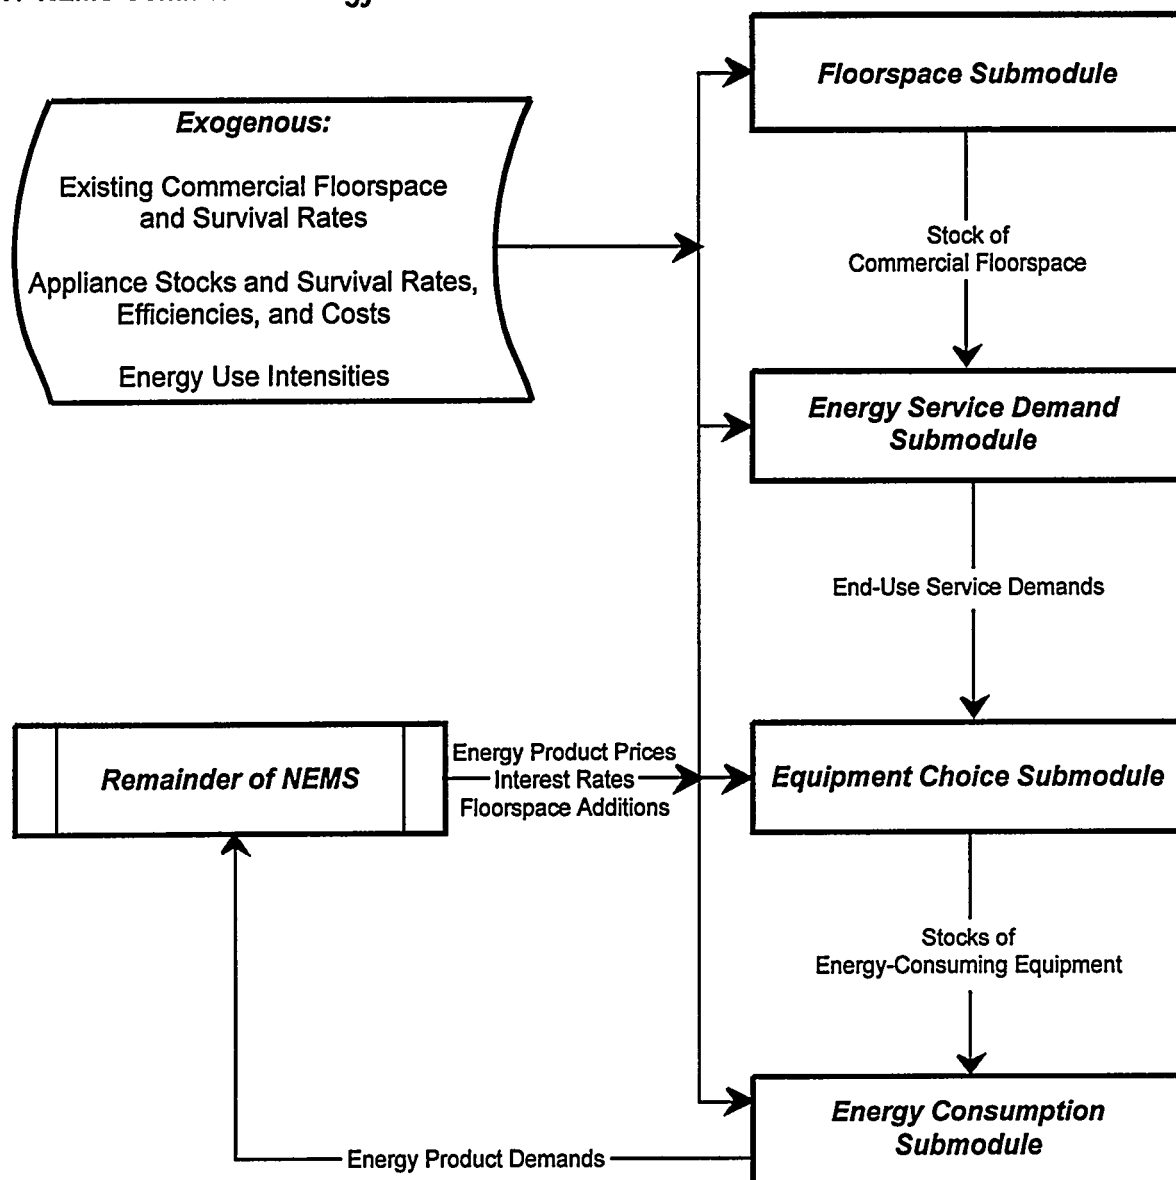 Floorspace Submodule
Exogenous:
Existing Commercial Floorspace
and Survival Rates
Appliance Stocks and Survival Rates,
Efficiencies, and Costs
Energy Use Intensities
Stock of
Commercial Floorspace
Energy Service Demand
Submodule
End-Use Service Demands
Remainder of NEMS
Energy Product Prices
Interest Rates
Floorspace Additions
Equipment Choice Submodule
Stocks of
Energy-Consuming Equipment
Energy Consumption
Submodule
Energy Product Demands